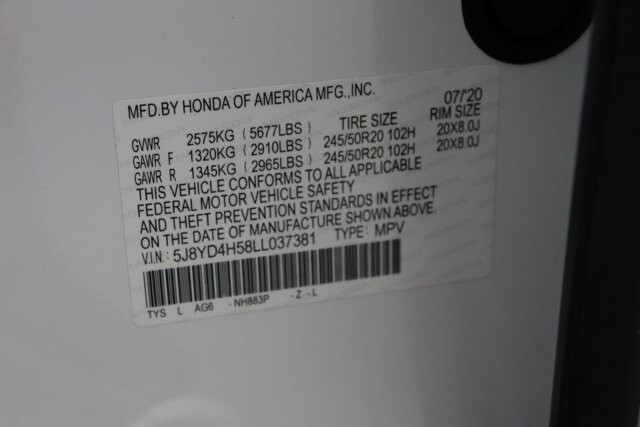 MFD.BY HONDA OF AMERICA MFG.,INC. 07/'20
TIRE SIZE RIM SIZE
GVWR 2575KG (5677LBS)
GAWR F 1320KG (2910LBS) 245/50R20 102H 20X8.0J
GAWR R 1345KG (2965LBS) 245/50R20 102H 20X8.0J
THIS VEHICLE CONFORMS TO ALL APPLICABLE
FEDERAL MOTOR VEHICLE SAFETY
AND THEFT PREVENTION STANDARDS IN EFFECT
ON THE DATE OF MANUFACTURE SHOWN ABOVE.
V.I.N.: 5J8YD4H58LL037381 TYPE: MPV
TYS L AG6 -NH883P -Z -L